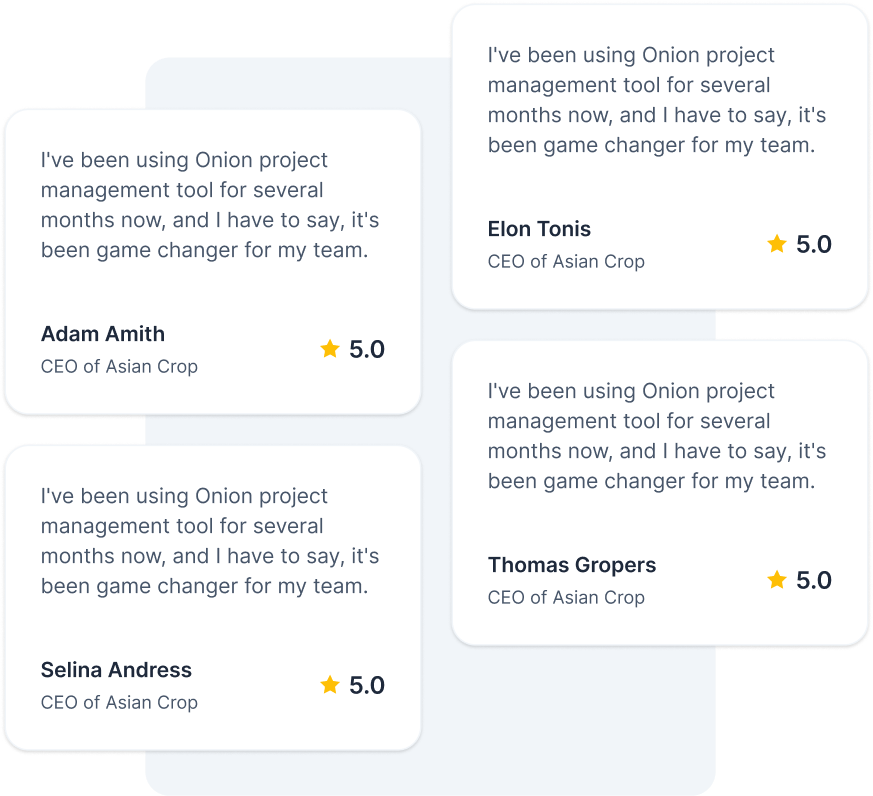 I've been using Onion project
management tool for several
months now, and I have to say, it's
been game changer for my team.
Adam Amith
CEO of Asian Crop
5.0
I've been using Onion project
management tool for several
months now, and I have to say, it's
been game changer for my team.
Selina Andress
CEO of Asian Crop
5.0
I've been using Onion project
management tool for several
months now, and I have to say, it's
been game changer for my team.
Elon Tonis
CEO of Asian Crop
5.0
I've been using Onion project
management tool for several
months now, and I have to say, it's
been game changer for my team.
Thomas Gropers
CEO of Asian Crop
5.0